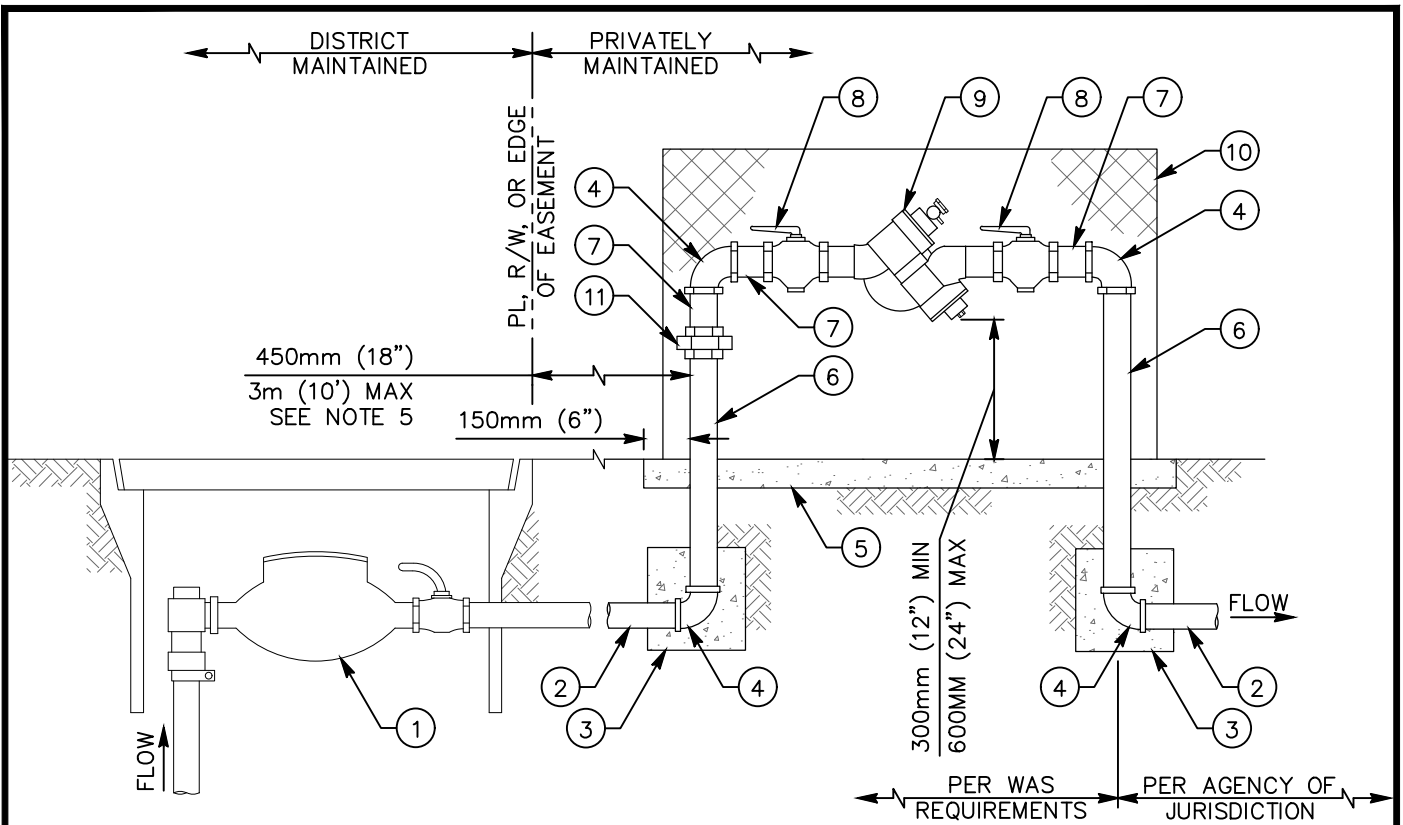 DISTRICT
MAINTAINED
PRIVATELY
MAINTAINED
PL, R/W, OR EDGE
OF EASEMENT
8
9
8
7
10
4
4
7
11
7
6
6
450mm (18")
3m (10') MAX
SEE NOTE 5
150mm (6")
5
300mm (12") MIN
600MM (24") MAX
FLOW
2
4
4
2
3
3
1
FLOW
PER WAS
REQUIREMENTS
PER AGENCY OF
JURISDICTION